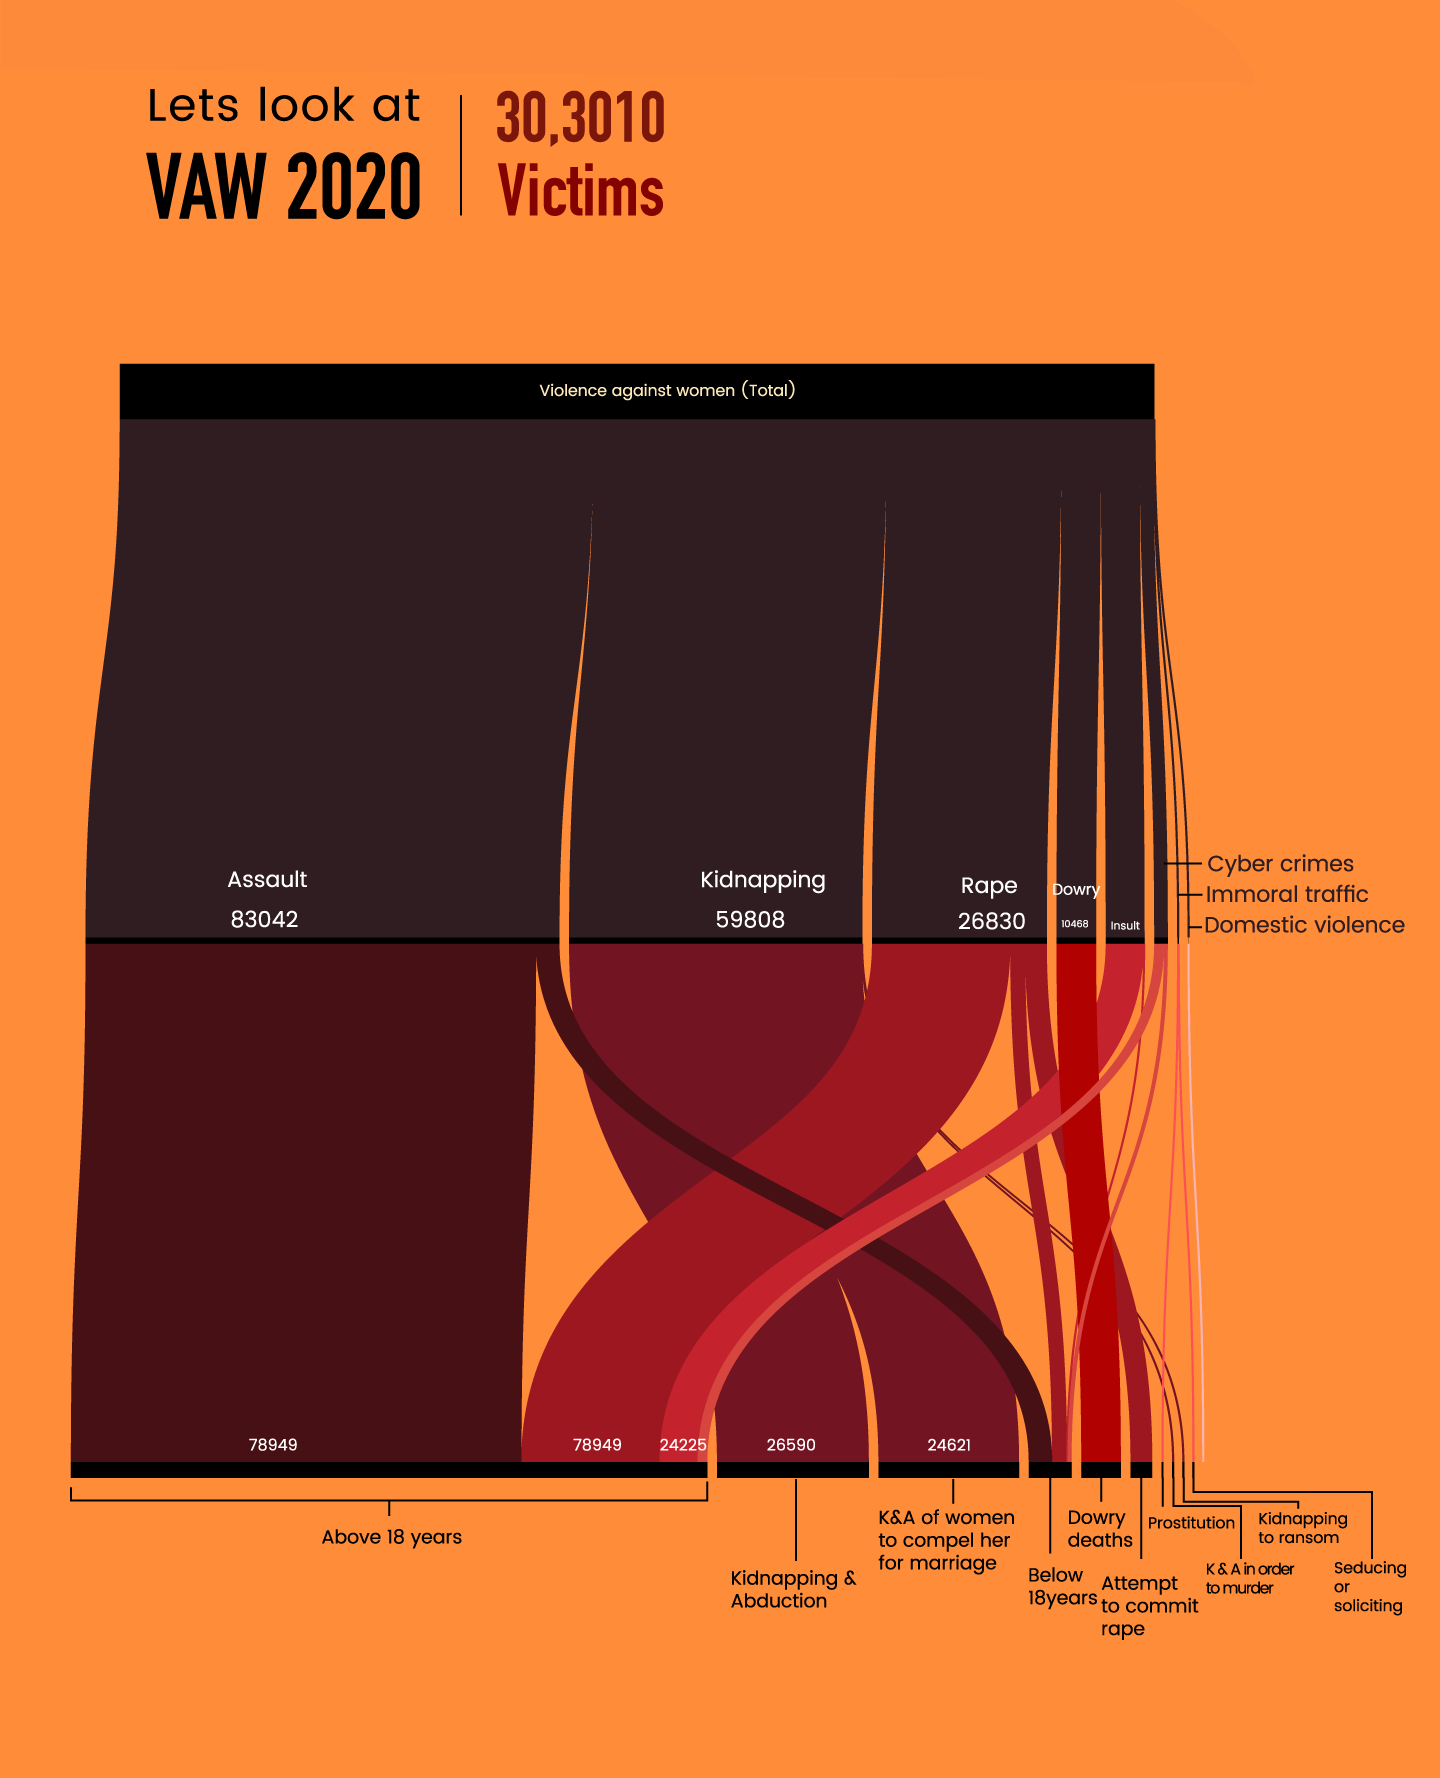 Lets look at
VAW 2020
30,3010
Victims
Violence against women (Total)
Assault
83042
Kidnapping
59808
Rape
26830
Dowry
10468
Insult
Cyber crimes
Immoral traffic
Domestic violence
78949
78949
24225
26590
24621
Above 18 years
Kidnapping &
Abduction
K&A of women
to compel her
for marriage
Below
18years
Dowry
deaths
Attempt
to commit
rape
Prostitution
K & A in order
to murder
Kidnapping
to ransom
Seducing
or
soliciting